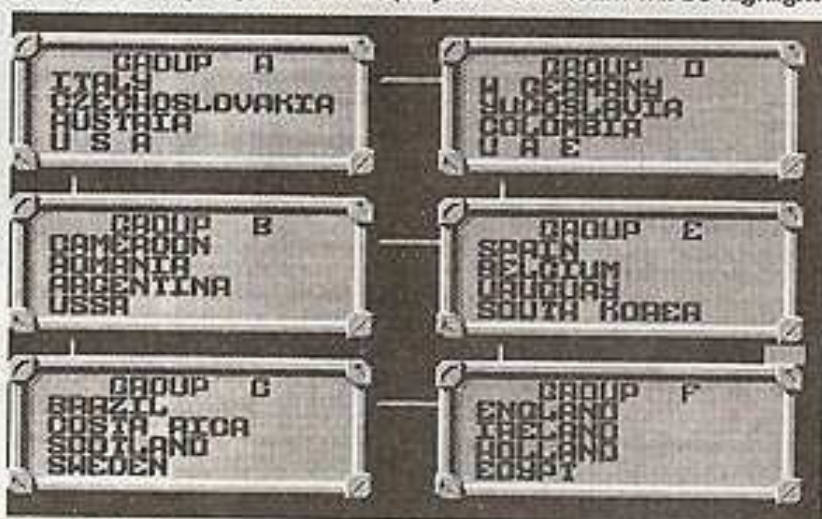 highlighted
GROUP A
ITALY
CZECHOSLOVAKIA
AUSTRIA
U S A
GROUP D
W. GERMANY
YUGOSLAVIA
COLOMBIA
U A E
GROUP B
CAMEROON
ROMANIA
ARGENTINA
USSR
GROUP E
SPAIN
BELGIUM
URUGUAY
SOUTH KOREA
GROUP C
BRAZIL
COSTA RICA
SCOTLAND
SWEDEN
GROUP F
ENGLAND
IRELAND
HOLLAND
EGYPT